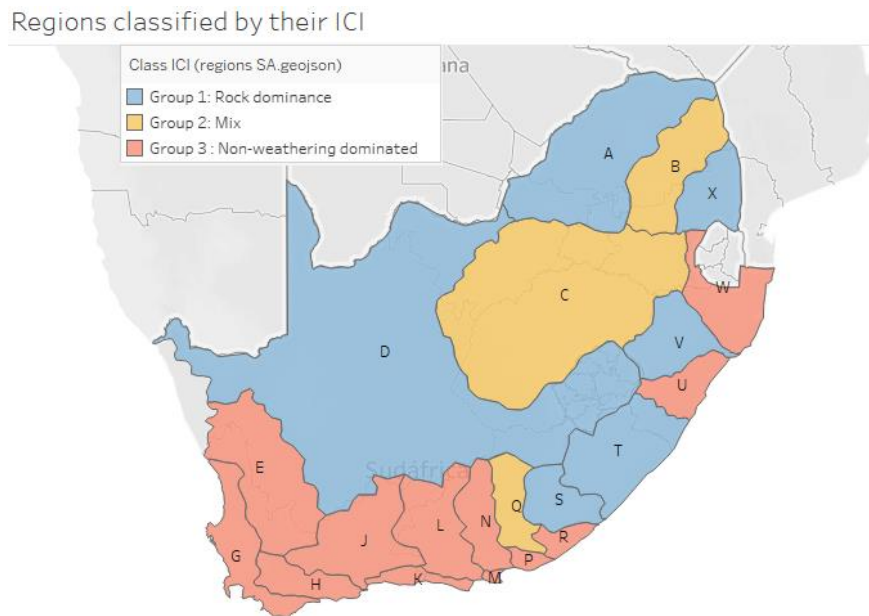 Regions classified by their ICI
Class ICI (regions SA.geojson)
Group 1: Rock dominance
Group 2: Mix
Group 3 : Non-weathering dominated
ana
A
B
X
W
C
D
V
U
E
Sudáfrica
T
Q
S
N
L
J
R
G
P
H
K
M